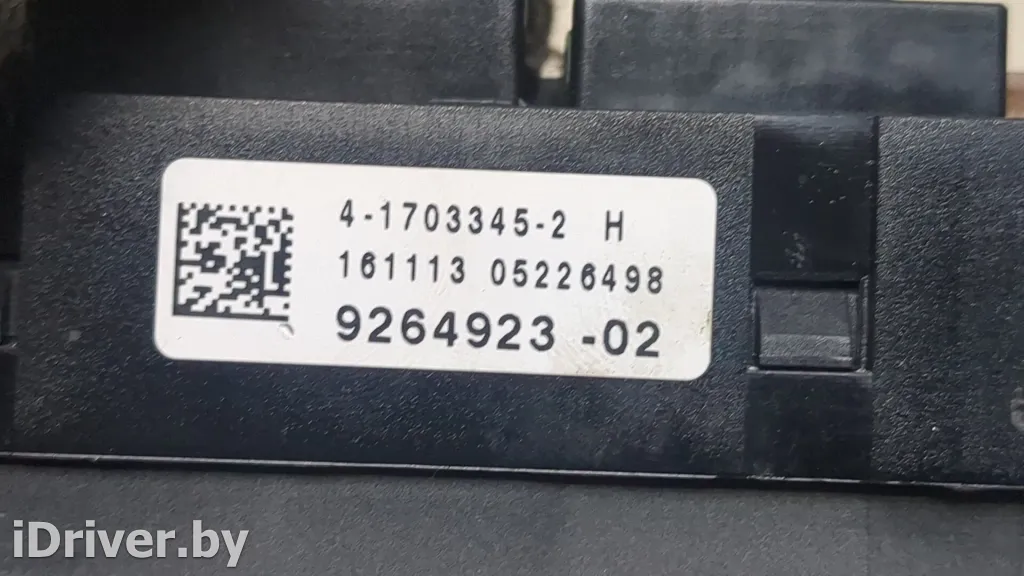 4-1703345-2 H
161113 05226498
9264923 -02
iDriver.by